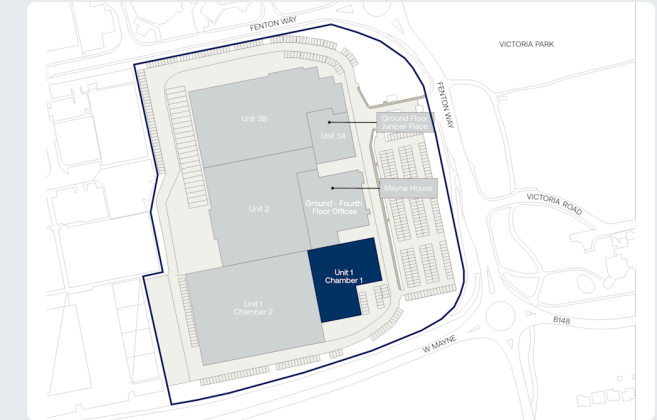 FENTON WAY
VICTORIA PARK
FENTON WAY
Unit 3B
Ground Floor
Juniper Place
Unit 3A
Mayne House
Unit 2
Ground - Fourth
Floor Offices
VICTORIA ROAD
Unit 1
Chamber 1
Unit 1
Chamber 2
B148
W MAYNE